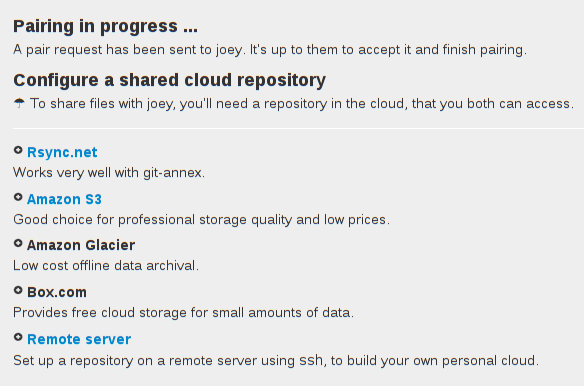 Pairing in progress ...
A pair request has been sent to joey. It's up to them to accept it and finish pairing.
Configure a shared cloud repository
☂ To share files with joey, you'll need a repository in the cloud, that you both can access.
Rsync.net
Works very well with git-annex.
Amazon S3
Good choice for professional storage quality and low prices.
Amazon Glacier
Low cost offline data archival.
Box.com
Provides free cloud storage for small amounts of data.
Remote server
Set up a repository on a remote server using ssh, to build your own personal cloud.